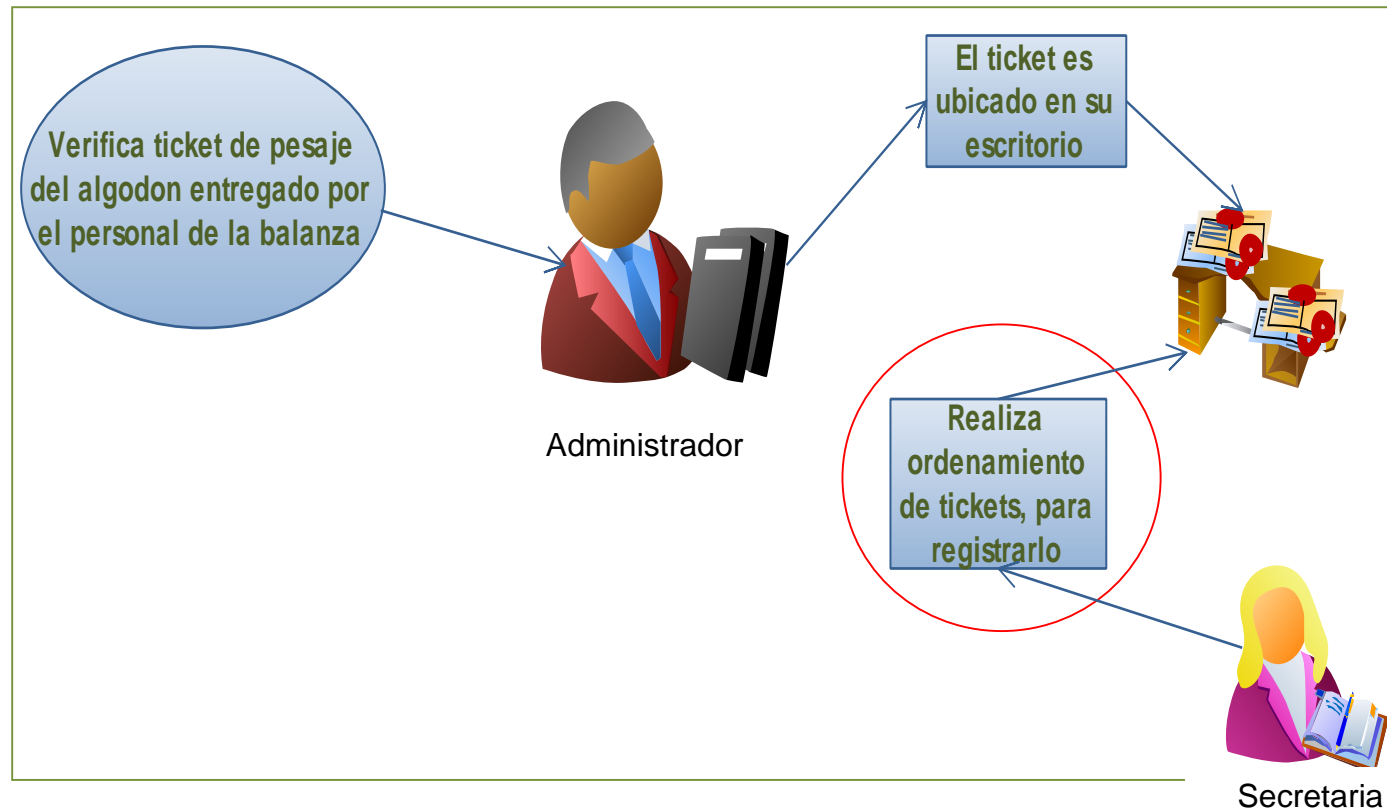 Verifica ticket de pesaje
del algodon entregado por
el personal de la balanza
Administrador
El ticket es
ubicado en su
escritorio
Realiza
ordenamiento
de tickets, para
registrarlo
Secretaria